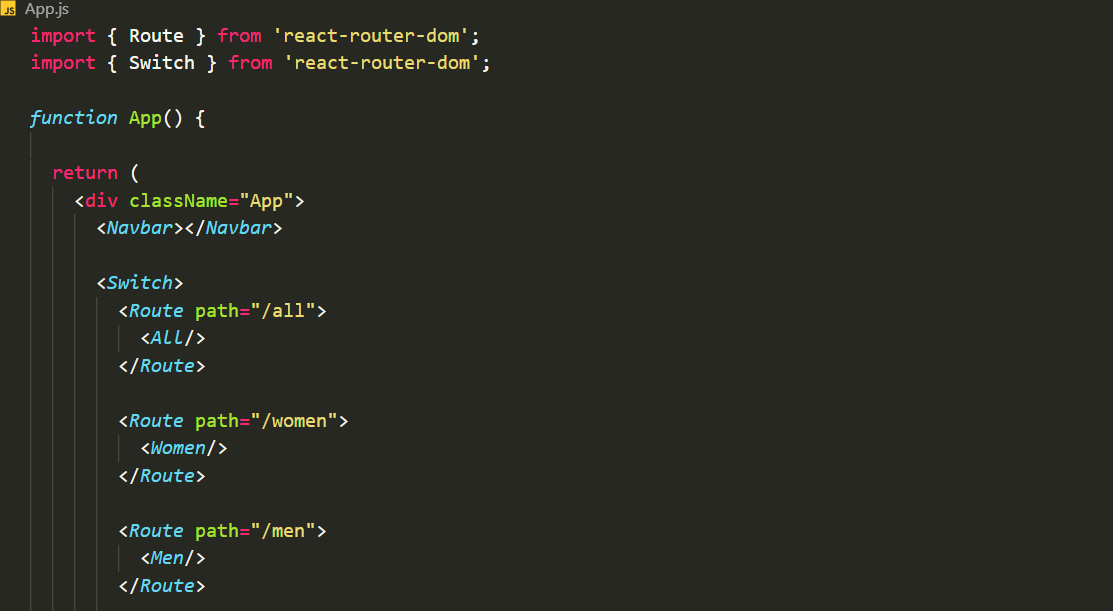 JS App.js
import { Route } from 'react-router-dom';
import { Switch } from 'react-router-dom';
function App() {
return (
<div className="App">
<Navbar></Navbar>
<Switch>
<Route path="/all">
<All/>
</Route>
<Route path="/women">
<Women/>
</Route>
<Route path="/men">
<Men/>
</Route>